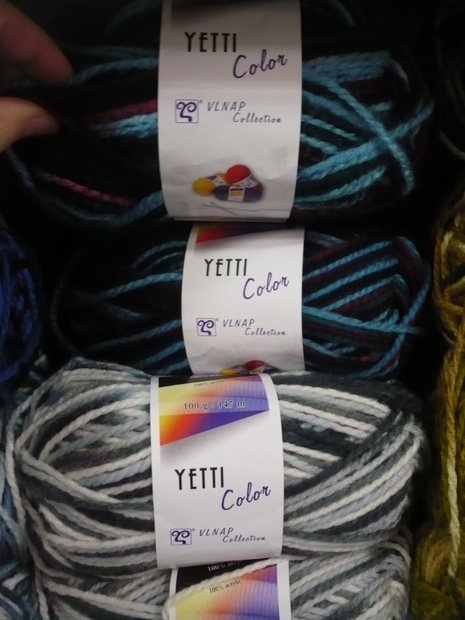 YETTI
Color
VLNAP
Collection
YETTI
Color
VLNAP
Collection
100 g - 147 m
YETTI
Color
VLNAP
Collection
100% acrylic